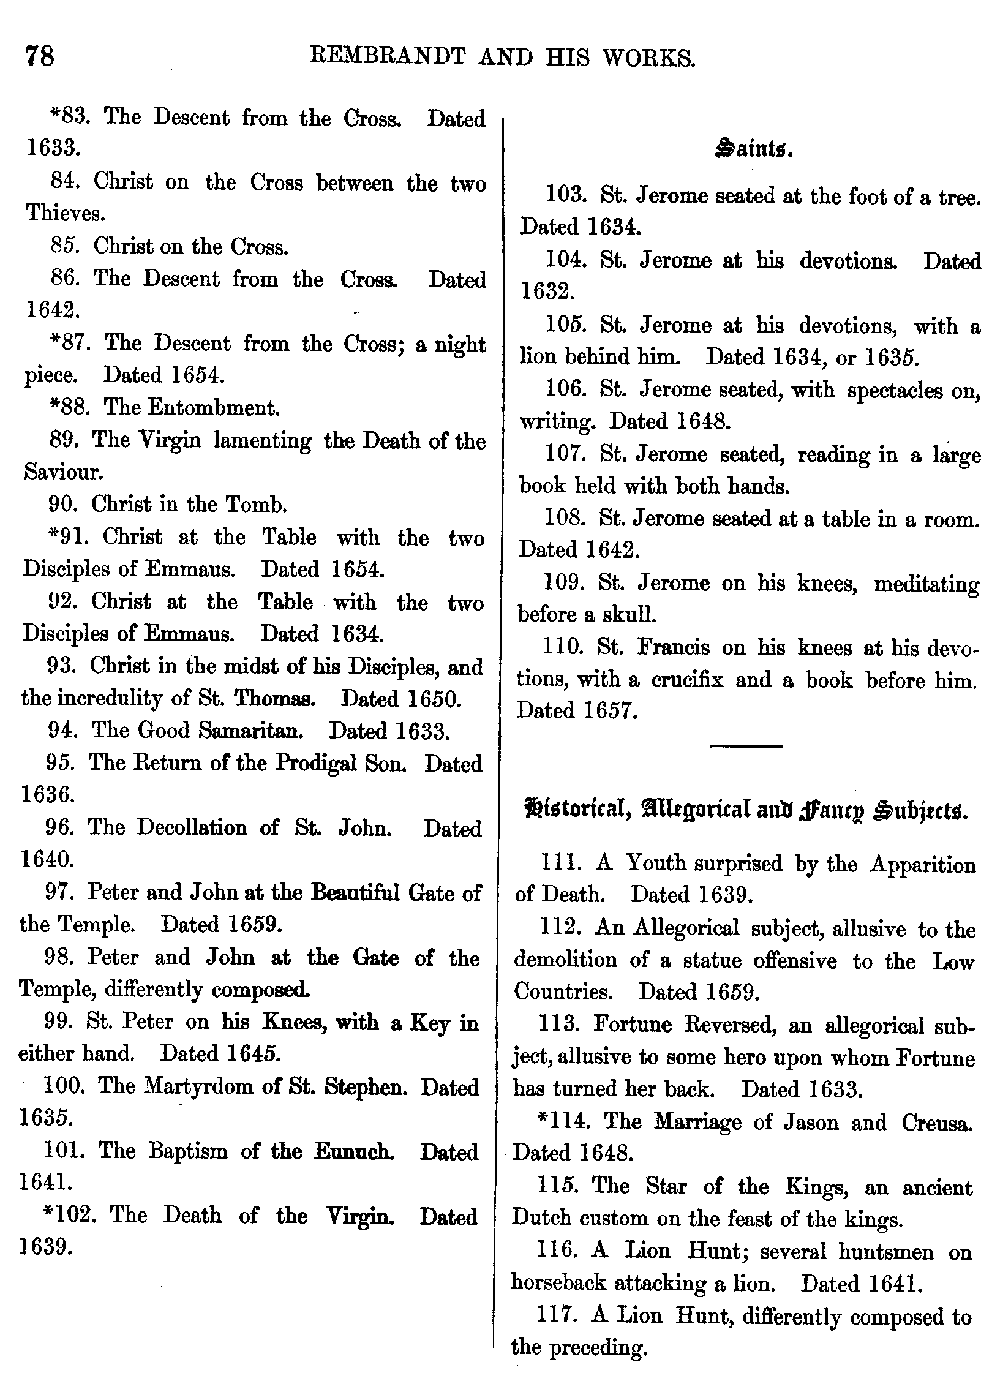 78 REMBRANDT AND HIS WORKS.
*83. The Descent from the Cross. Dated
1633.
84. Christ on the Cross between the two
Thieves.
85. Christ on the Cross.
86. The Descent from the Cross. Dated
1642.
*87. The Descent from the Cross; a night
piece. Dated 1654.
*88. The Entombment.
89. The Virgin lamenting the Death of the
Saviour.
90. Christ in the Tomb.
*91. Christ at the Table with the two
Disciples of Emmaus. Dated 1654.
92. Christ at the Table with the two
Disciples of Emmaus. Dated 1634.
93. Christ in the midst of his Disciples, and
the incredulity of St. Thomas. Dated 1650.
94. The Good Samaritan. Dated 1633.
95. The Return of the Prodigal Son. Dated
1636.
96. The Decollation of St. John. Dated
1640.
97. Peter and John at the Beautiful Gate of
the Temple. Dated 1659.
98. Peter and John at the Gate of the
Temple, differently composed.
99. St. Peter on his Knees, with a Key in
either hand. Dated 1645.
100. The Martyrdom of St. Stephen. Dated
1635.
101. The Baptism of the Eunuch. Dated
1641.
*102. The Death of the Virgin. Dated
1639.
Saints.
103. St. Jerome seated at the foot of a tree.
Dated 1634.
104. St. Jerome at his devotions. Dated
1632.
105. St. Jerome at his devotions, with a
lion behind him. Dated 1634, or 1635.
106. St. Jerome seated, with spectacles on,
writing. Dated 1648.
107. St. Jerome seated, reading in a large
book held with both hands.
108. St. Jerome seated at a table in a room.
Dated 1642.
109. St. Jerome on his knees, meditating
before a skull.
110. St. Francis on his knees at his devo-
tions, with a crucifix and a book before him.
Dated 1657.
Historical, Allegorical and Fancy Subjects.
111. A Youth surprised by the Apparition
of Death. Dated 1639.
112. An Allegorical subject, allusive to the
demolition of a statue offensive to the Low
Countries. Dated 1659.
113. Fortune Reversed, an allegorical sub-
ject, allusive to some hero upon whom Fortune
has turned her back. Dated 1633.
*114. The Marriage of Jason and Creusa.
Dated 1648.
115. The Star of the Kings, an ancient
Dutch custom on the feast of the kings.
116. A Lion Hunt; several huntsmen on
horseback attacking a lion. Dated 1641.
117. A Lion Hunt, differently composed to
the preceding.